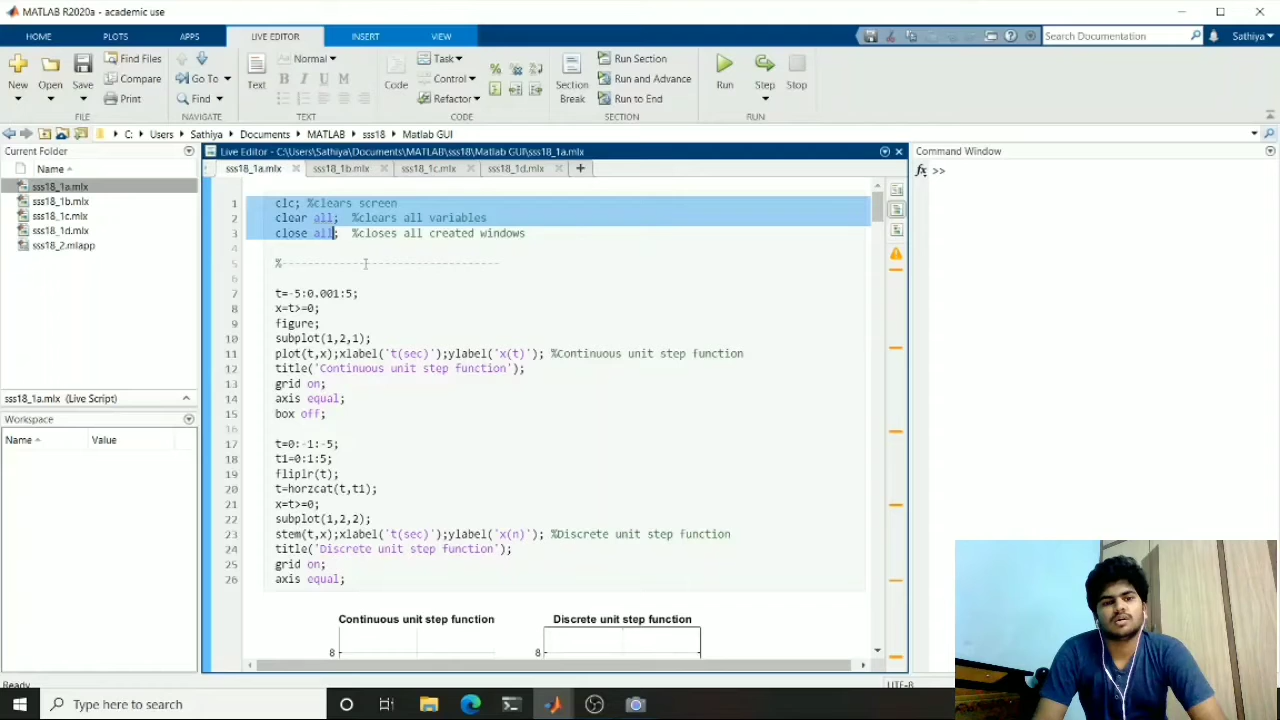 MATLAB R2020a - academic use
HOME PLOTS APPS LIVE EDITOR INSERT VIEW
Search Documentation
Sathiya
New
Open
Save
Find Files
Compare
Print
FILE
Go To
Find
NAVIGATE
Text
Normal
B I U M
TEXT
Code
Task
Control
Refactor
CODE
Section Break
Run Section
Run and Advance
Run to End
SECTION
Run
Step
Stop
RUN
C: Users Sathiya Documents MATLAB sss18 Matlab GUI
Current Folder
Name
sss18_1a.mlx
sss18_1b.mlx
sss18_1c.mlx
sss18_1d.mlx
sss18_2.mlapp
sss18_1a.mlx (Live Script)
Workspace
Name Value
Live Editor - C:\Users\Sathiya\Documents\MATLAB\sss18\Matlab GUI\sss18_1a.mlx
sss18_1a.mlx sss18_1b.mlx sss18_1c.mlx sss18_1d.mlx
1 clc; %clears screen
2 clear all; %clears all variables
3 close all; %closes all created windows
4
5 %-----------------------------------
6
7 t=-5:0.001:5;
8 x=t>=0;
9 figure;
10 subplot(1,2,1);
11 plot(t,x);xlabel('t(sec)');ylabel('x(t)'); %Continuous unit step function
12 title('Continuous unit step function');
13 grid on;
14 axis equal;
15 box off;
16
17 t=0:-1:-5;
18 t1=0:1:5;
19 fliplr(t);
20 t=horzcat(t,t1);
21 x=t>=0;
22 subplot(1,2,2);
23 stem(t,x);xlabel('t(sec)');ylabel('x(n)'); %Discrete unit step function
24 title('Discrete unit step function');
25 grid on;
26 axis equal;
Continuous unit step function
8
Discrete unit step function
8
Command Window
fx >>
Ready
UTF-8
Type here to search